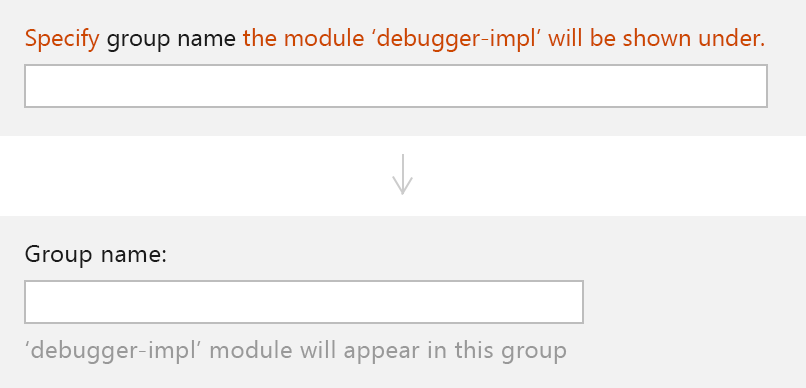 Specify group name the module ‘debugger-impl’ will be shown under.
Group name:
‘debugger-impl’ module will appear in this group